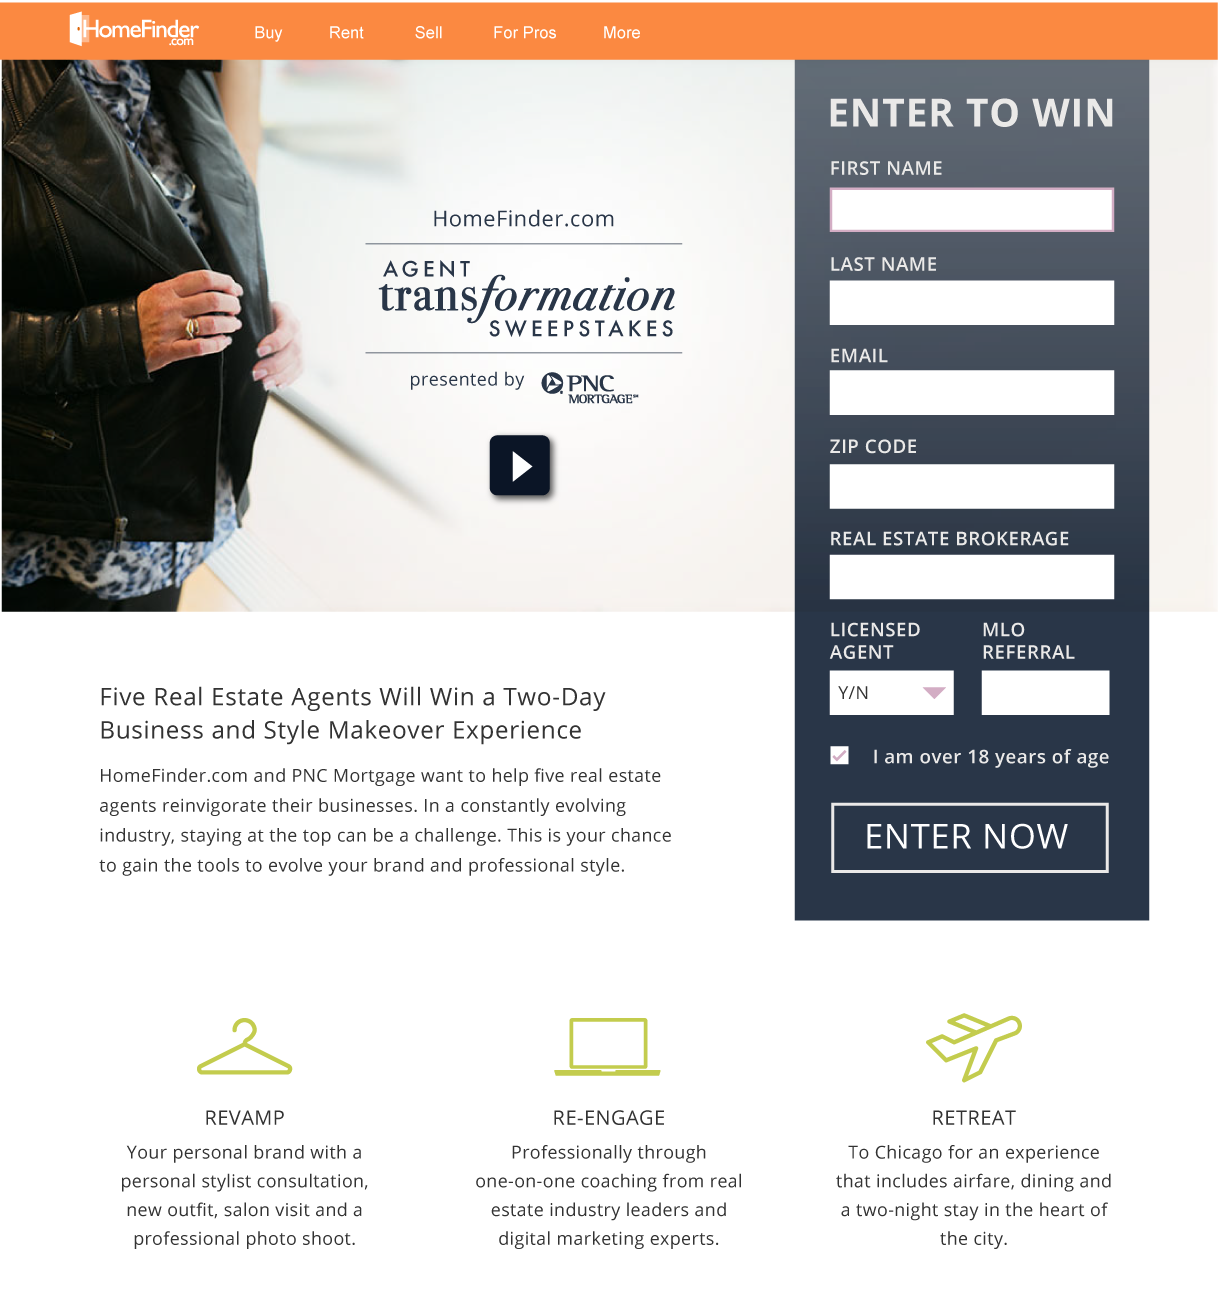 HomeFinder
.com
Buy
Rent
Sell
For Pros
More
HomeFinder.com
AGENT
transformation
SWEEPSTAKES
presented by
PNC
MORTGAGE℠
ENTER TO WIN
FIRST NAME
LAST NAME
EMAIL
ZIP CODE
REAL ESTATE BROKERAGE
LICENSED
AGENT
Y/N
MLO
REFERRAL
I am over 18 years of age
ENTER NOW
Five Real Estate Agents Will Win a Two-Day
Business and Style Makeover Experience
HomeFinder.com and PNC Mortgage want to help five real estate
agents reinvigorate their businesses. In a constantly evolving
industry, staying at the top can be a challenge. This is your chance
to gain the tools to evolve your brand and professional style.
REVAMP
Your personal brand with a
personal stylist consultation,
new outfit, salon visit and a
professional photo shoot.
RE-ENGAGE
Professionally through
one-on-one coaching from real
estate industry leaders and
digital marketing experts.
RETREAT
To Chicago for an experience
that includes airfare, dining and
a two-night stay in the heart of
the city.